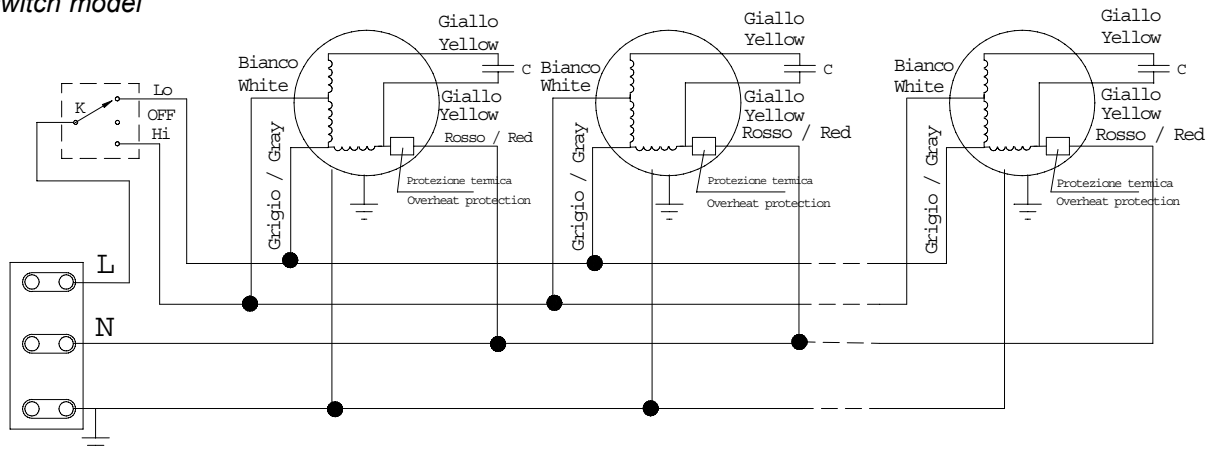 witch model
Giallo
Yellow
Bianco
White
C
Giallo
Yellow
Rosso / Red
Grigio / Gray
Protezione termica
Overheat protection
Giallo
Yellow
Bianco
White
C
Giallo
Yellow
Rosso / Red
Grigio / Gray
Protezione termica
Overheat protection
Giallo
Yellow
Bianco
White
C
Giallo
Yellow
Rosso / Red
Grigio / Gray
Protezione termica
Overheat protection
K
Lo
OFF
Hi
L
N